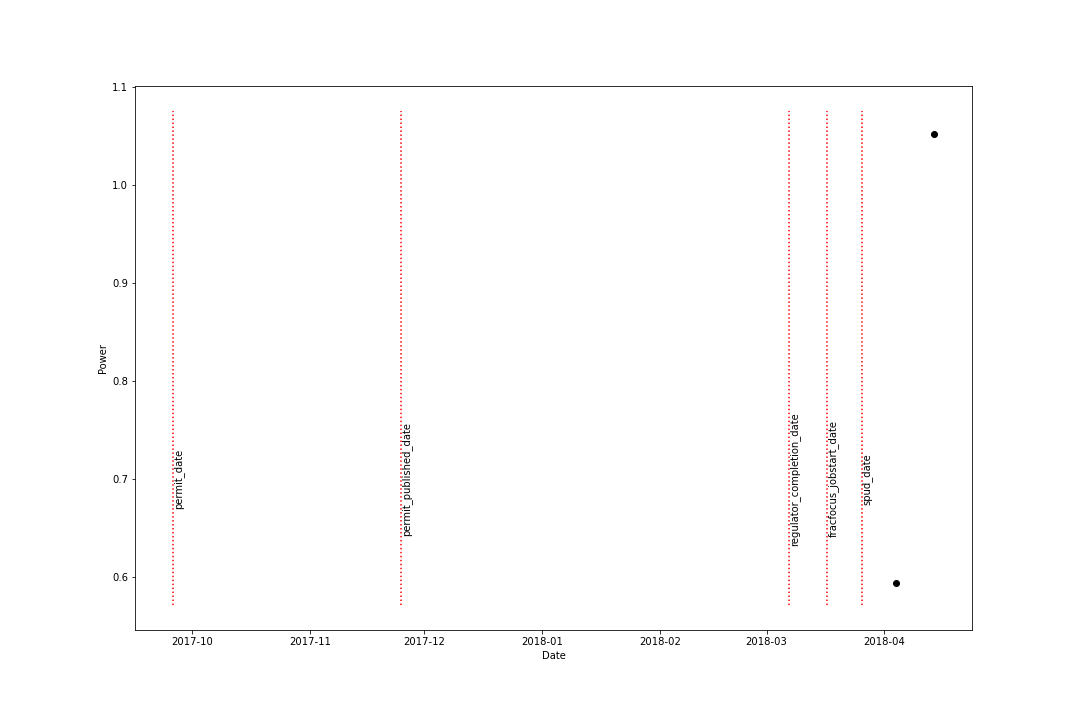 1.1
1.0
0.9
0.8
0.7
0.6
Power
permit_date
permit_published_date
regulator_completion_date
fracfocus_jobstart_date
spud_date
2017-10
2017-11
2017-12
2018-01
2018-02
2018-03
2018-04
Date